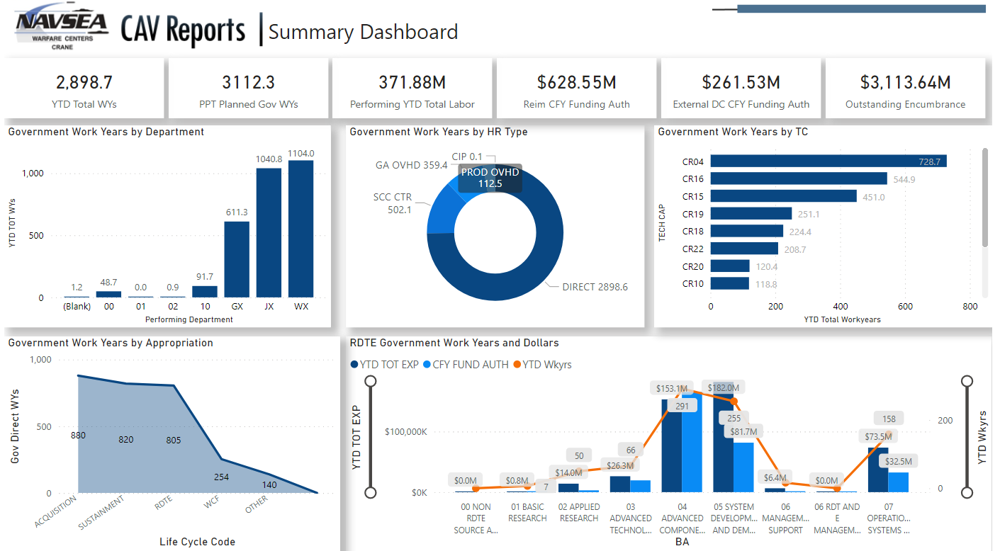 NAVSEA
WARFARE CENTERS
CRANE
CAV Reports
Summary Dashboard
2,898.7
YTD Total WYs
3112.3
PPT Planned Gov WYs
371.88M
Performing YTD Total Labor
$628.55M
Reim CFY Funding Auth
$261.53M
External DC CFY Funding Auth
$3,113.64M
Outstanding Encumbrance
Government Work Years by Department
YTD TOT WYs
1,000
500
0
1.2
48.7
0.0
0.9
91.7
611.3
1040.8
1104.0
(Blank)
00
01
02
10
GX
JX
WX
Performing Department
Government Work Years by HR Type
CIP 0.1
GA OVHD 359.4
PROD OVHD
112.5
SCC CTR
502.1
DIRECT 2898.6
Government Work Years by TC
TECH CAP
CR04
728.7
CR16
544.9
CR15
451.0
CR19
251.1
CR18
224.4
CR22
208.7
CR20
120.4
CR10
118.8
0
200
400
600
800
YTD Total Workyears
Government Work Years by Appropriation
Gov Direct WYs
1,000
500
0
880
820
805
254
140
ACQUISITION
SUSTAINMENT
RDTE
WCF
OTHER
Life Cycle Code
RDTE Government Work Years and Dollars
YTD TOT EXP
CFY FUND AUTH
YTD Wkyrs
YTD TOT EXP
$100,000K
$0K
$0.0M
$0.8M
7
$14.0M
50
$26.3M
66
$153.1M
291
$182.0M
255
$81.7M
$6.4M
$0.0M
158
$73.5M
$32.5M
200
0
YTD Wkyrs
00 NON
RDTE
SOURCE A...
01 BASIC
RESEARCH
02 APPLIED
RESEARCH
03
ADVANCED
TECHNOL...
04
ADVANCED
COMPONE...
05 SYSTEM
DEVELOPM...
AND DEM...
06
MANAGEM...
SUPPORT
06 RDT AND
E
MANAGEM...
07
OPERATIO...
SYSTEMS ...
BA